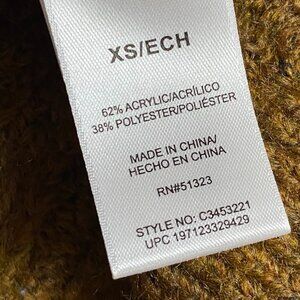 XS/ECH
62% ACRYLIC/ACRÍLICO
38% POLYESTER/POLIÉSTER
MADE IN CHINA/
HECHO EN CHINA
RN#51323
STYLE NO: C3453221
UPC 197123329429